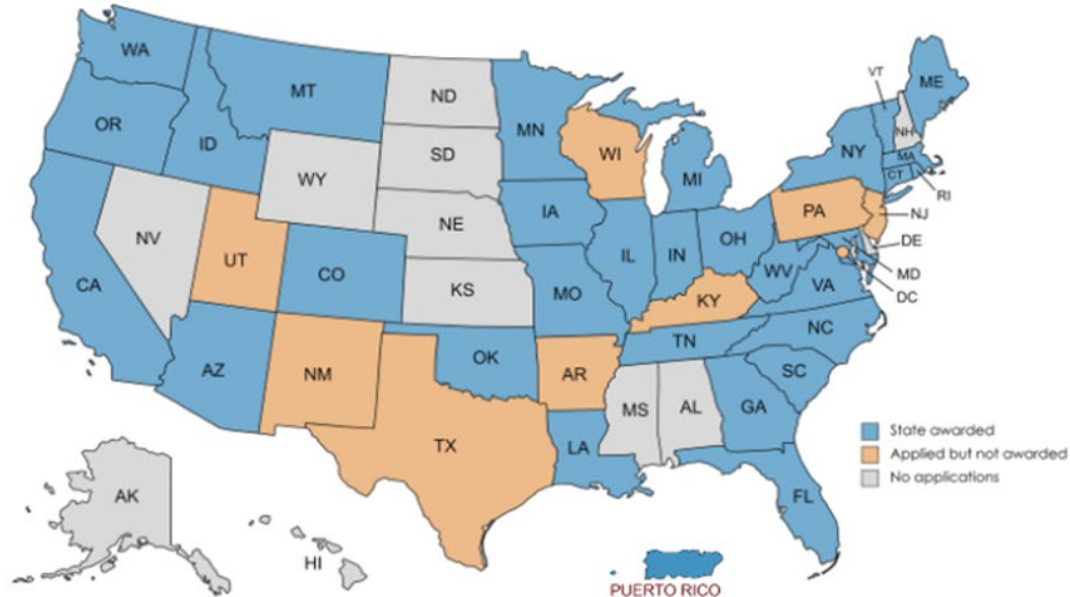 WA
MT
ND
MN
VT
ME
OR
ID
SD
WI
MI
NY
NH
MA
CT
RI
WY
IA
PA
NJ
NE
DE
NV
UT
CO
IL
IN
OH
MD
DC
CA
KS
MO
WV
VA
KY
AZ
NM
OK
AR
TN
NC
SC
MS
AL
GA
TX
LA
FL
State awarded
Applied but not awarded
No applications
AK
HI
PUERTO RICO